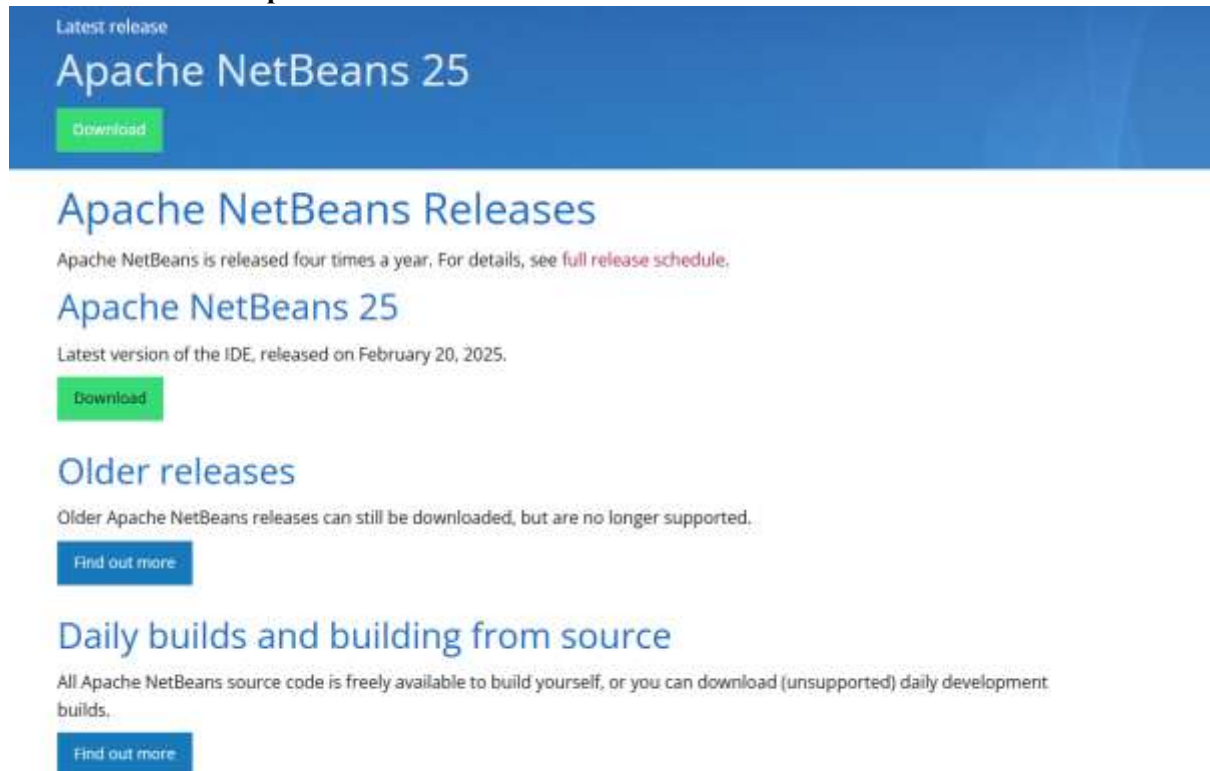 Latest release
Apache NetBeans 25
Download
Apache NetBeans Releases
Apache NetBeans is released four times a year. For details, see full release schedule.
Apache NetBeans 25
Latest version of the IDE, released on February 20, 2025.
Download
Older releases
Older Apache NetBeans releases can still be downloaded, but are no longer supported.
Find out more
Daily builds and building from source
All Apache NetBeans source code is freely available to build yourself, or you can download (unsupported) daily development
builds.
Find out more